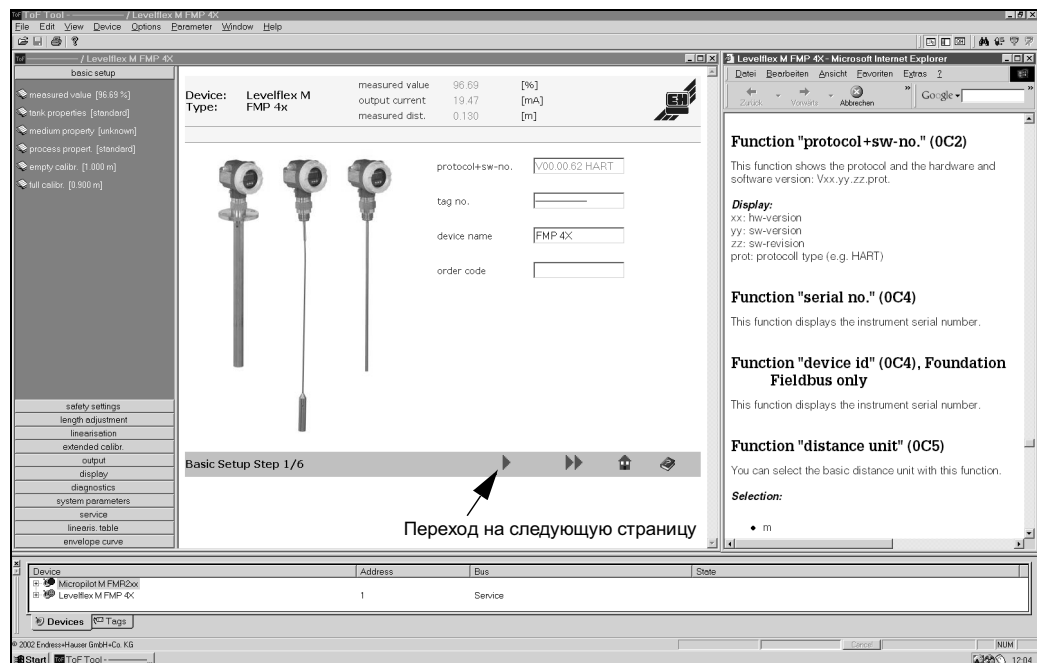 ToF Tool - ———— / Levelflex M FMP 4X
File Edit View Device Options Parameter Window Help
———— / Levelflex M FMP 4X
basic setup
measured value [96.69 %]
tank properties [standard]
medium property [unknown]
process propert. [standard]
empty calibr. [1.000 m]
full calibr. [0.900 m]
safety settings
length adjustment
linearisation
extended calibr.
output
display
diagnostics
system parameters
service
linearis. table
envelope curve
Device: Levelflex M
Type: FMP 4x
measured value 96.69 [%]
output current 19.47 [mA]
measured dist. 0.130 [m]
EH
protocol+sw-no. V00.00.62 HART
tag no. ————
device name FMP 4X
order code
Basic Setup Step 1/6
Переход на следующую страницу
Levelflex M FMP 4X - Microsoft Internet Explorer
Datei Bearbeiten Ansicht Favoriten Extras ?
Zurück Vorwärts Abbrechen » Google »
Function "protocol+sw-no." (0C2)
This function shows the protocol and the hardware and
software version: Vxx.yy.zz.prot.
Display:
xx: hw-version
yy: sw-version
zz: sw-revision
prot: protocoll type (e.g. HART)
Function "serial no." (0C4)
This function displays the instrument serial number.
Function "device id" (0C4), Foundation
Fieldbus only
This function displays the instrument serial number.
Function "distance unit" (0C5)
You can select the basic distance unit with this function.
Selection:
• m
Device Address Bus State
Micropilot M FMR2xx
Levelflex M FMP 4X 1 Service
Devices Tags
© 2002 Endress+Hauser GmbH+Co. KG
Cancel NUM
Start ToF Tool - ————... 12:04